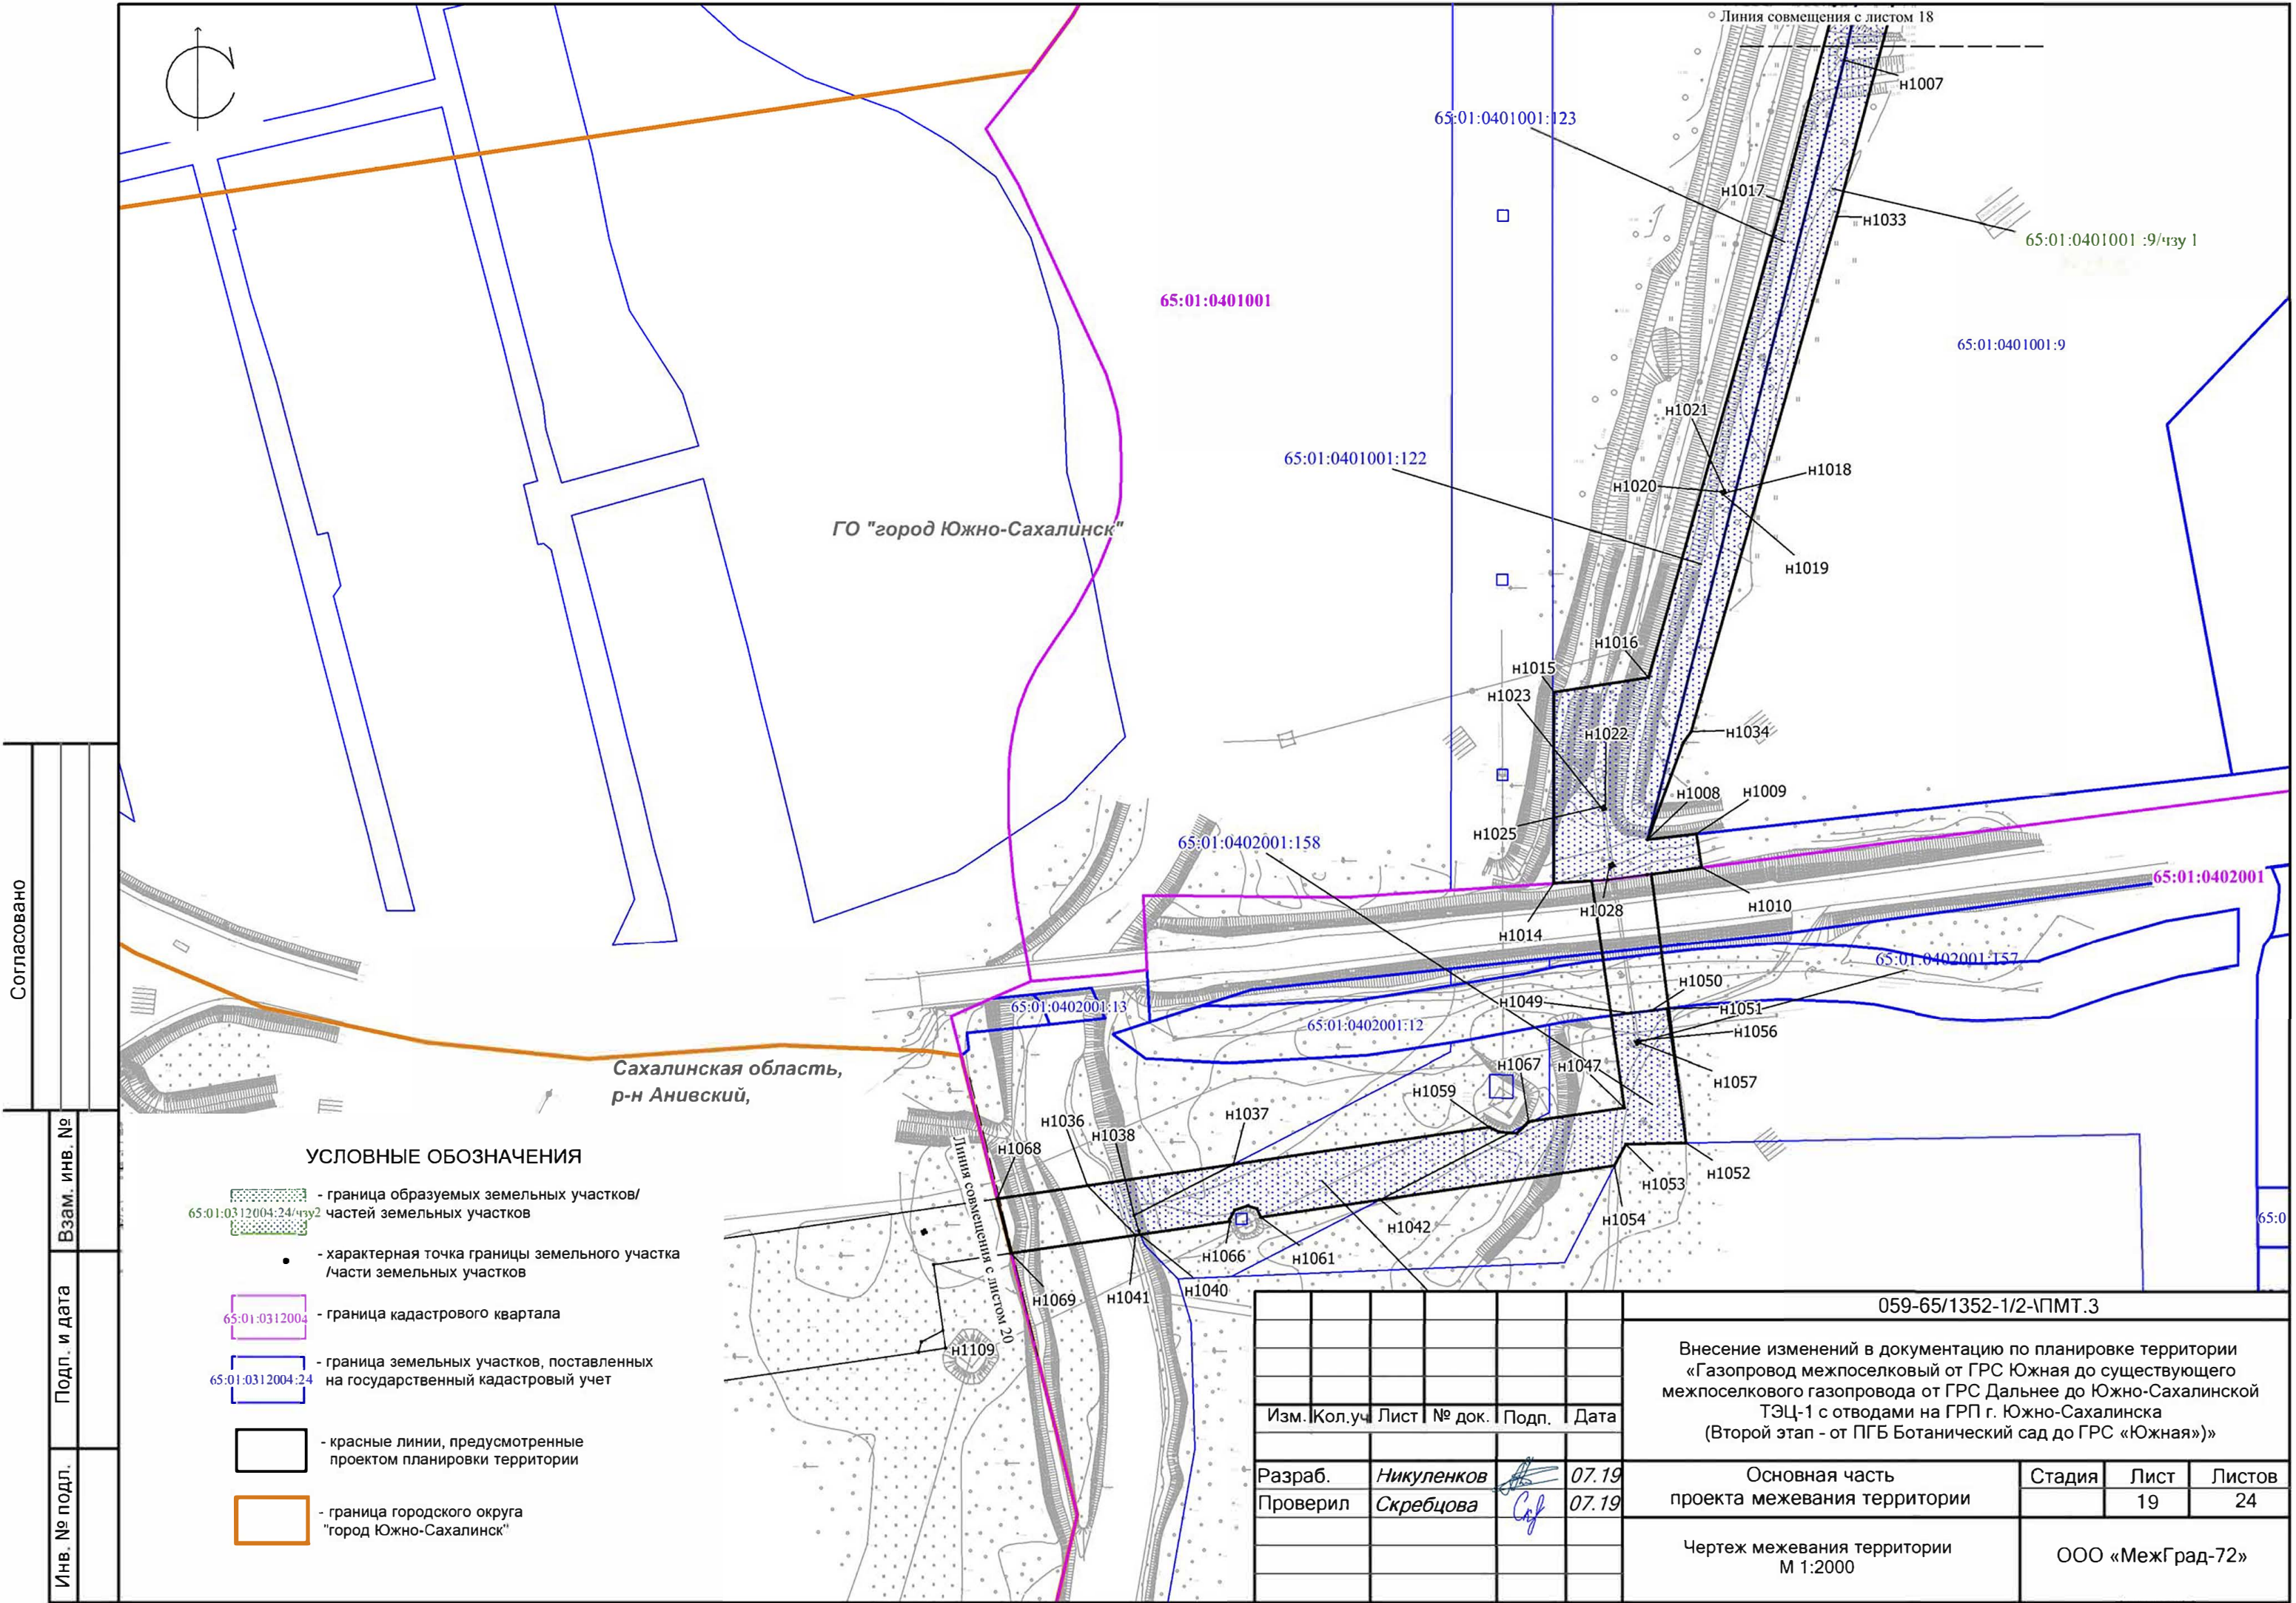 Линия совмещения с листом 18
н1007
65:01:0401001:123
н1017
н1033
65:01:0401001 :9/чзу 1
65:01:0401001
65:01:0401001:9
н1021
65:01:0401001:122
н1018
н1020
ГО "город Южно-Сахалинск"
н1019
н1016
н1015
н1023
н1022
н1034
н1008
н1009
н1025
65:01:0402001:158
65:01:0402001
н1028
н1010
н1014
65:01:0402001:157
н1050
н1049
65:01:0402001:13
н1051
65:01:0402001:12
н1056
Сахалинская область,
р-н Анивский,
н1067
н1047
н1057
н1059
н1037
н1036
н1038
н1068
н1052
н1053
н1054
н1042
65:0
н1066
н1061
н1040
н1041
н1069
Линия совмещения с листом 20
н1109
Согласовано
Взам. инв. №
Подп. и дата
Инв. № подл.
УСЛОВНЫЕ ОБОЗНАЧЕНИЯ
65:01:0312004:24/чзу2
- граница образуемых земельных участков/
частей земельных участков
- характерная точка границы земельного участка
/части земельных участков
65:01:0312004
- граница кадастрового квартала
65:01:0312004:24
- граница земельных участков, поставленных
на государственный кадастровый учет
- красные линии, предусмотренные
проектом планировки территории
- граница городского округа
"город Южно-Сахалинск"
059-65/1352-1/2-\ПМТ.3
Внесение изменений в документацию по планировке территории
«Газопровод межпоселковый от ГРС Южная до существующего
межпоселкового газопровода от ГРС Дальнее до Южно-Сахалинской
ТЭЦ-1 с отводами на ГРП г. Южно-Сахалинска
(Второй этап - от ПГБ Ботанический сад до ГРС «Южная»)»
Изм. Кол.уч Лист № док. Подп. Дата
Разраб. Никуленков 07.19
Проверил Скребцова 07.19
Основная часть
проекта межевания территории
Стадия Лист Листов
19 24
Чертеж межевания территории
М 1:2000
ООО «МежГрад-72»